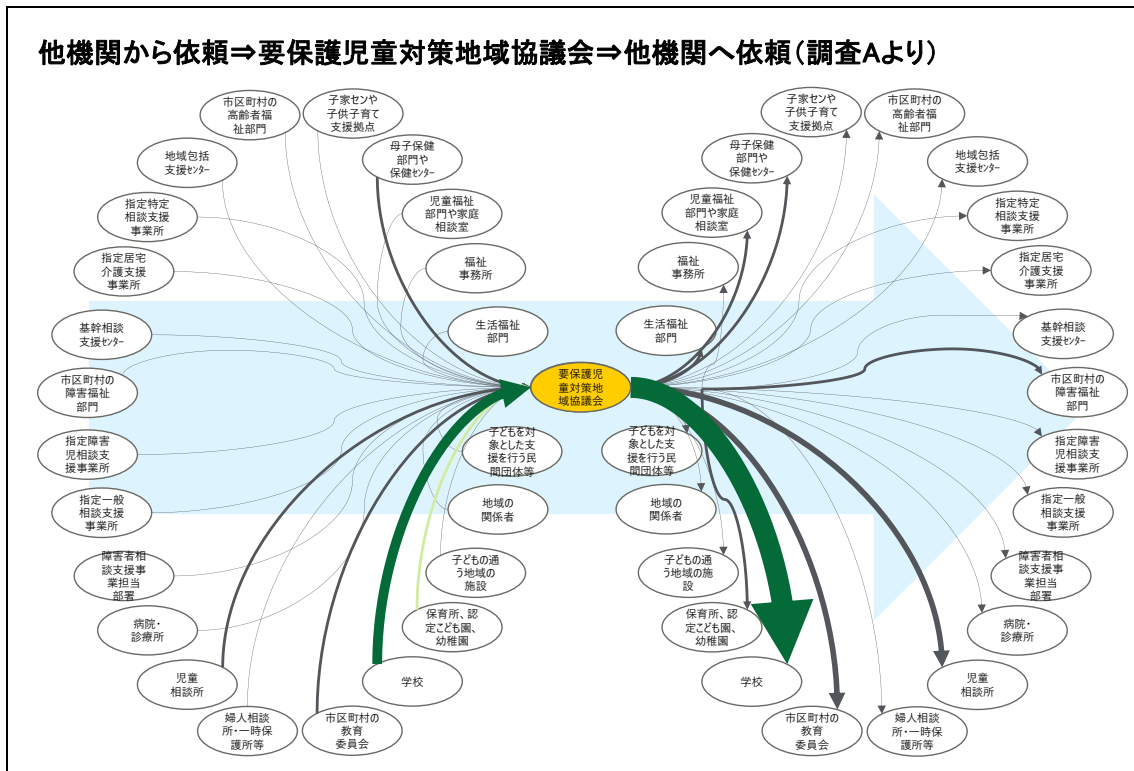 他機関から依頼⇒要保護児童対策地域協議会⇒他機関へ依頼(調査Aより)
市区町村の
高齢者福
祉部門
子家センや
子供子育て
支援拠点
地域包括
支援センター
母子保健
部門や
保健センター
指定特定
相談支援
事業所
児童福祉
部門や家庭
相談室
指定居宅
介護支援
事業所
福祉
事務所
基幹相談
支援センター
生活福祉
部門
市区町村の
障害福祉
部門
要保護児
童対策地
域協議会
指定障害
児相談支
援事業所
子どもを対
象とした支
援を行う民
間団体等
指定一般
相談支援
事業所
地域の
関係者
障害者相
談支援事
業担当
部署
子どもの通
う地域の
施設
病院・
診療所
保育所、認
定こども園、
幼稚園
児童
相談所
学校
婦人相談
所・一時保
護所等
市区町村の
教育
委員会
子家センや
子供子育て
支援拠点
市区町村の
高齢者福
祉部門
母子保健
部門や
保健センター
地域包括
支援センター
児童福祉
部門や家庭
相談室
指定特定
相談支援
事業所
福祉
事務所
指定居宅
介護支援
事業所
生活福祉
部門
基幹相談
支援センター
市区町村の
障害福祉
部門
子どもを対
象とした支
援を行う民
間団体等
指定障害
児相談支
援事業所
地域の
関係者
指定一般
相談支援
事業所
子どもの通
う地域の施
設
障害者相
談支援事
業担当
部署
保育所、認
定こども園、
幼稚園
病院・
診療所
学校
児童
相談所
市区町村の
教育
委員会
婦人相談
所・一時保
護所等